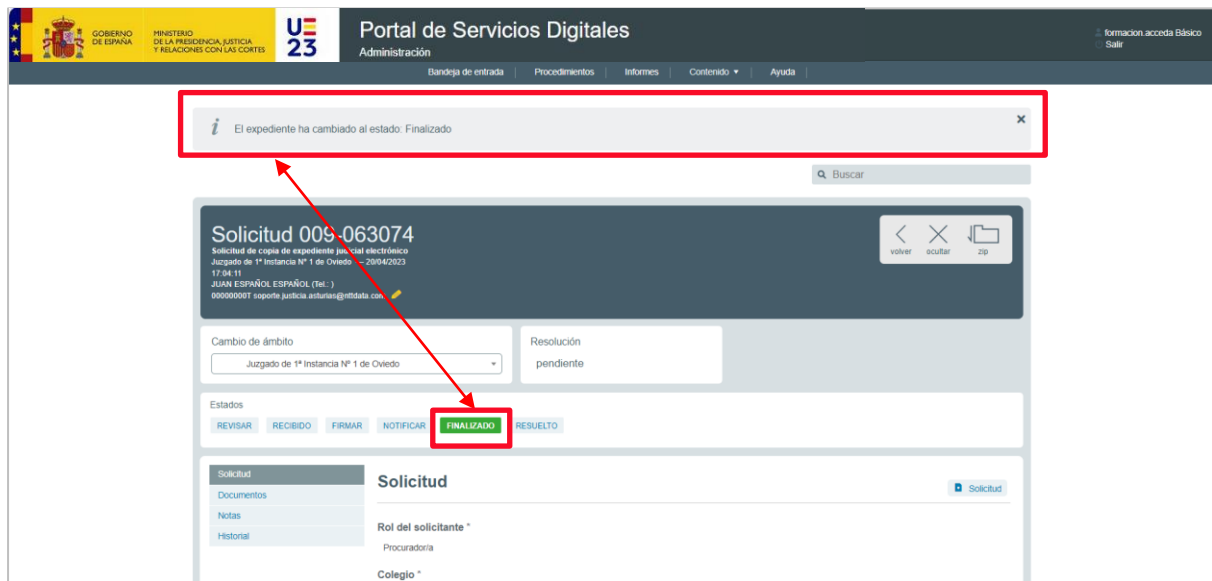 GOBIERNO
DE ESPAÑA
MINISTERIO
DE LA PRESIDENCIA, JUSTICIA
Y RELACIONES CON LAS CORTES
UE
23
Portal de Servicios Digitales
Administración
formacion.acceda Básico
Salir
Bandeja de entrada
Procedimientos
Informes
Contenido
Ayuda
El expediente ha cambiado al estado: Finalizado
Buscar
Solicitud 009-063074
Solicitud de copia de expediente judicial electrónico
Juzgado de 1ª Instancia Nº 1 de Oviedo — 20/04/2023
17:04:11
JUAN ESPAÑOL ESPAÑOL (Tel.: )
00000000T soporte.justicia.asturias@nttdata.com
volver ocultar zip
Cambio de ámbito
Juzgado de 1ª Instancia Nº 1 de Oviedo
Resolución
pendiente
Estados
REVISAR RECIBIDO FIRMAR NOTIFICAR FINALIZADO RESUELTO
Solicitud
Documentos
Notas
Historial
Solicitud
Solicitud
Rol del solicitante *
Procurador/a
Colegio *